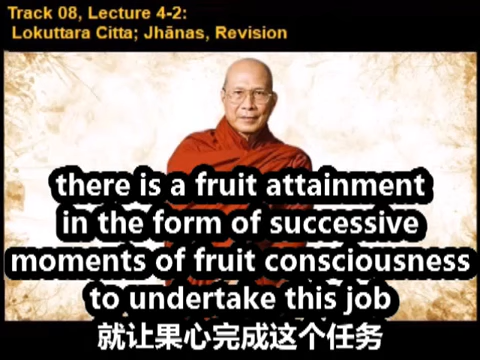 Track 08, Lecture 4-2:
Lokuttara Citta; Jhānas, Revision
there is a fruit attainment
in the form of successive
moments of fruit consciousness
to undertake this job
就让果心完成这个任务